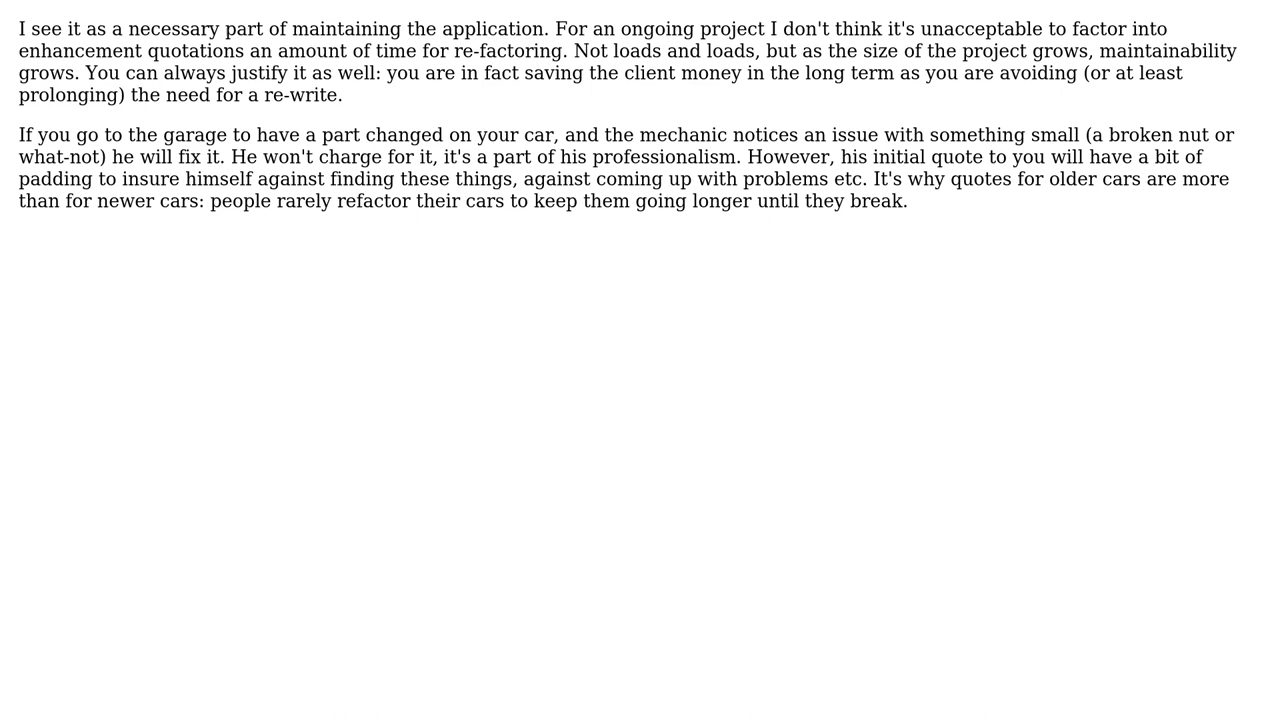 I see it as a necessary part of maintaining the application. For an ongoing project I don't think it's unacceptable to factor into
enhancement quotations an amount of time for re-factoring. Not loads and loads, but as the size of the project grows, maintainability
grows. You can always justify it as well: you are in fact saving the client money in the long term as you are avoiding (or at least
prolonging) the need for a re-write.
If you go to the garage to have a part changed on your car, and the mechanic notices an issue with something small (a broken nut or
what-not) he will fix it. He won't charge for it, it's a part of his professionalism. However, his initial quote to you will have a bit of
padding to insure himself against finding these things, against coming up with problems etc. It's why quotes for older cars are more
than for newer cars: people rarely refactor their cars to keep them going longer until they break.